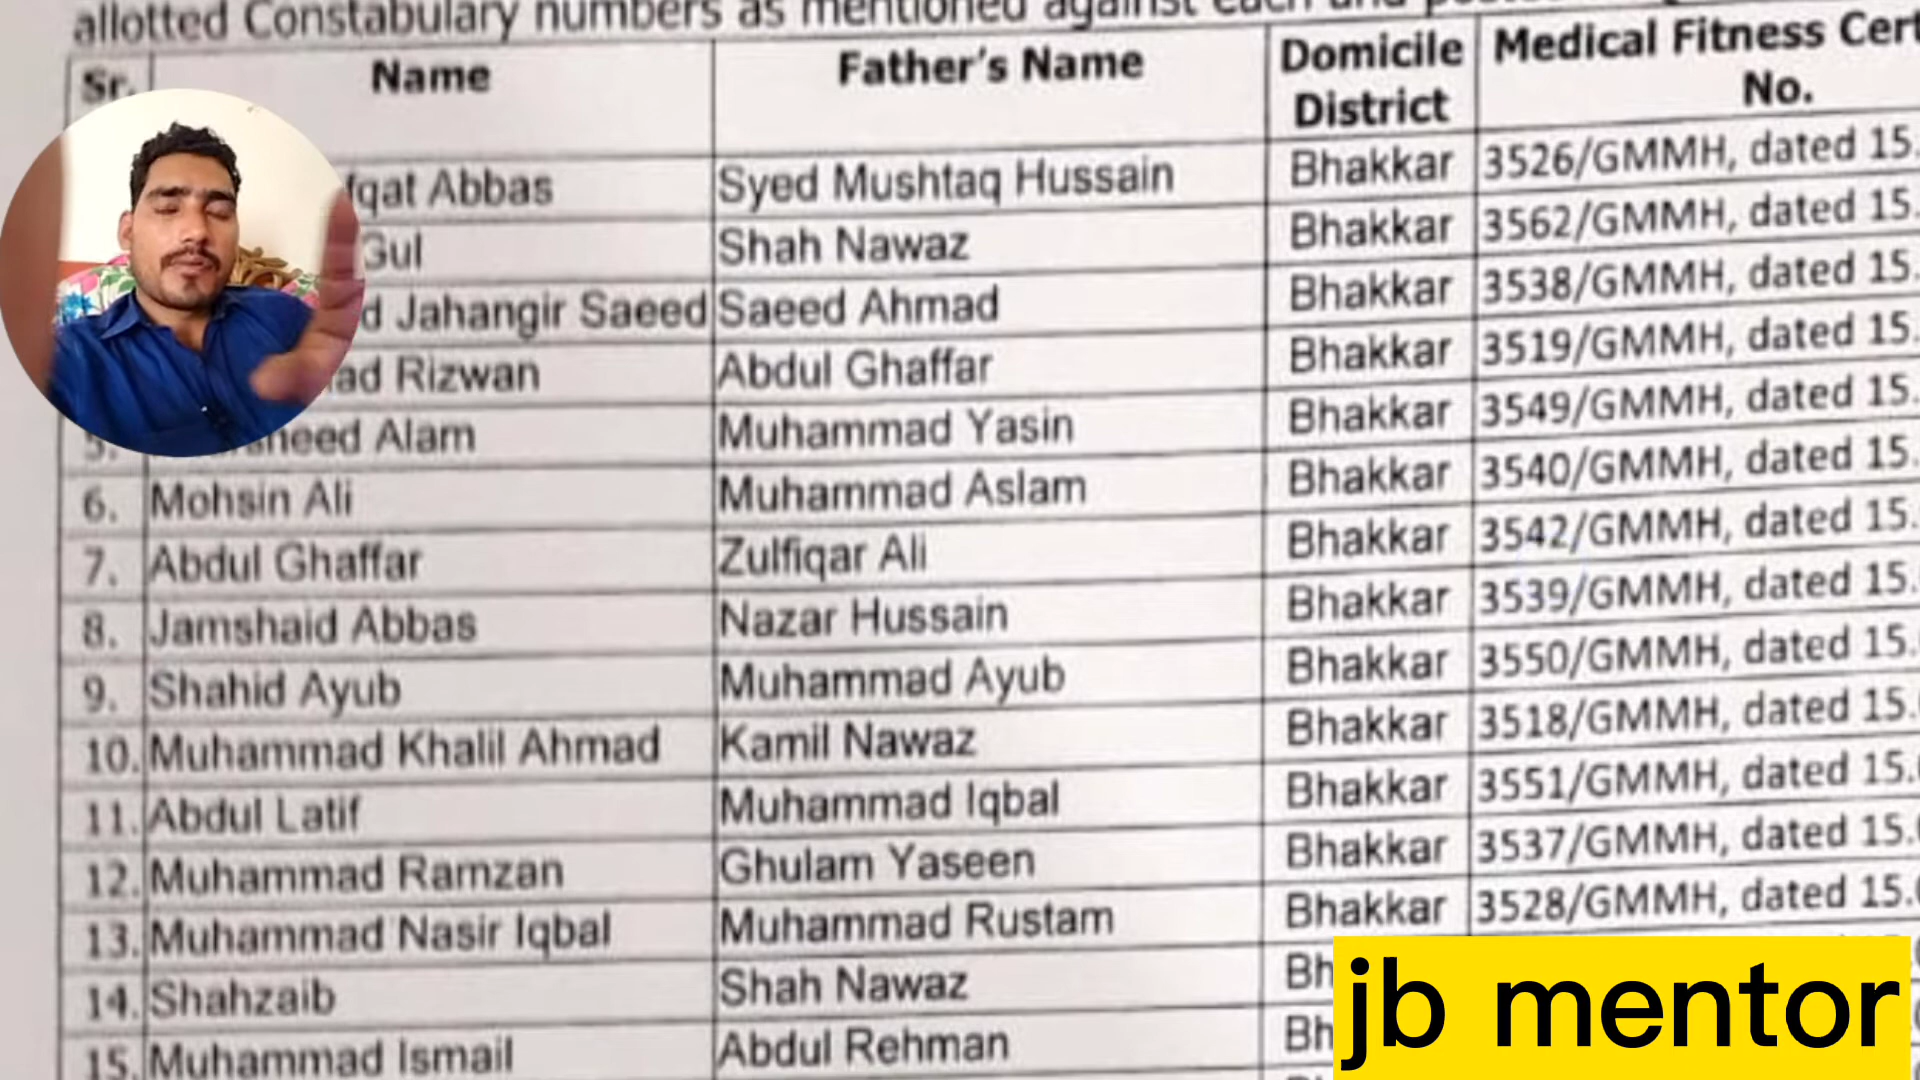 allotted Constabulary numbers as mentioned against each and
Sr. Name Father's Name Domicile District Medical Fitness Cert No.
fqat Abbas Syed Mushtaq Hussain Bhakkar 3526/GMMH, dated 15.
Gul Shah Nawaz Bhakkar 3562/GMMH, dated 15.
d Jahangir Saeed Saeed Ahmad Bhakkar 3538/GMMH, dated 15.
ad Rizwan Abdul Ghaffar Bhakkar 3519/GMMH, dated 15.
5. heed Alam Muhammad Yasin Bhakkar 3549/GMMH, dated 15.
6. Mohsin Ali Muhammad Aslam Bhakkar 3540/GMMH, dated 15.
7. Abdul Ghaffar Zulfiqar Ali Bhakkar 3542/GMMH, dated 15.
8. Jamshaid Abbas Nazar Hussain Bhakkar 3539/GMMH, dated 15.
9. Shahid Ayub Muhammad Ayub Bhakkar 3550/GMMH, dated 15.
10. Muhammad Khalil Ahmad Kamil Nawaz Bhakkar 3518/GMMH, dated 15.
11. Abdul Latif Muhammad Iqbal Bhakkar 3551/GMMH, dated 15.
12. Muhammad Ramzan Ghulam Yaseen Bhakkar 3537/GMMH, dated 15.
13. Muhammad Nasir Iqbal Muhammad Rustam Bhakkar 3528/GMMH, dated 15.
14. Shahzaib Shah Nawaz Bh
15. Muhammad Ismail Abdul Rehman Bh
jb mentor